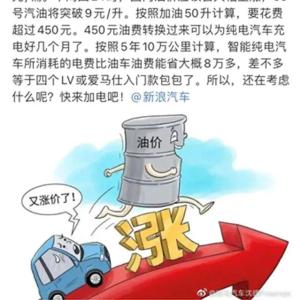 号汽油将突破9元/升。按照加油50升计算，要花费
超过450元。450元油费转换过来可以为纯电汽车充
电好几个月了。按照5年10万公里计算，智能纯电汽
车所消耗的电费比油车油费能省大概8万多，差不多
等于四个LV或爱马仕入门款包包了。所以，还在考虑
什么呢？快来加电吧！@新浪汽车
油价
又涨价了!
涨